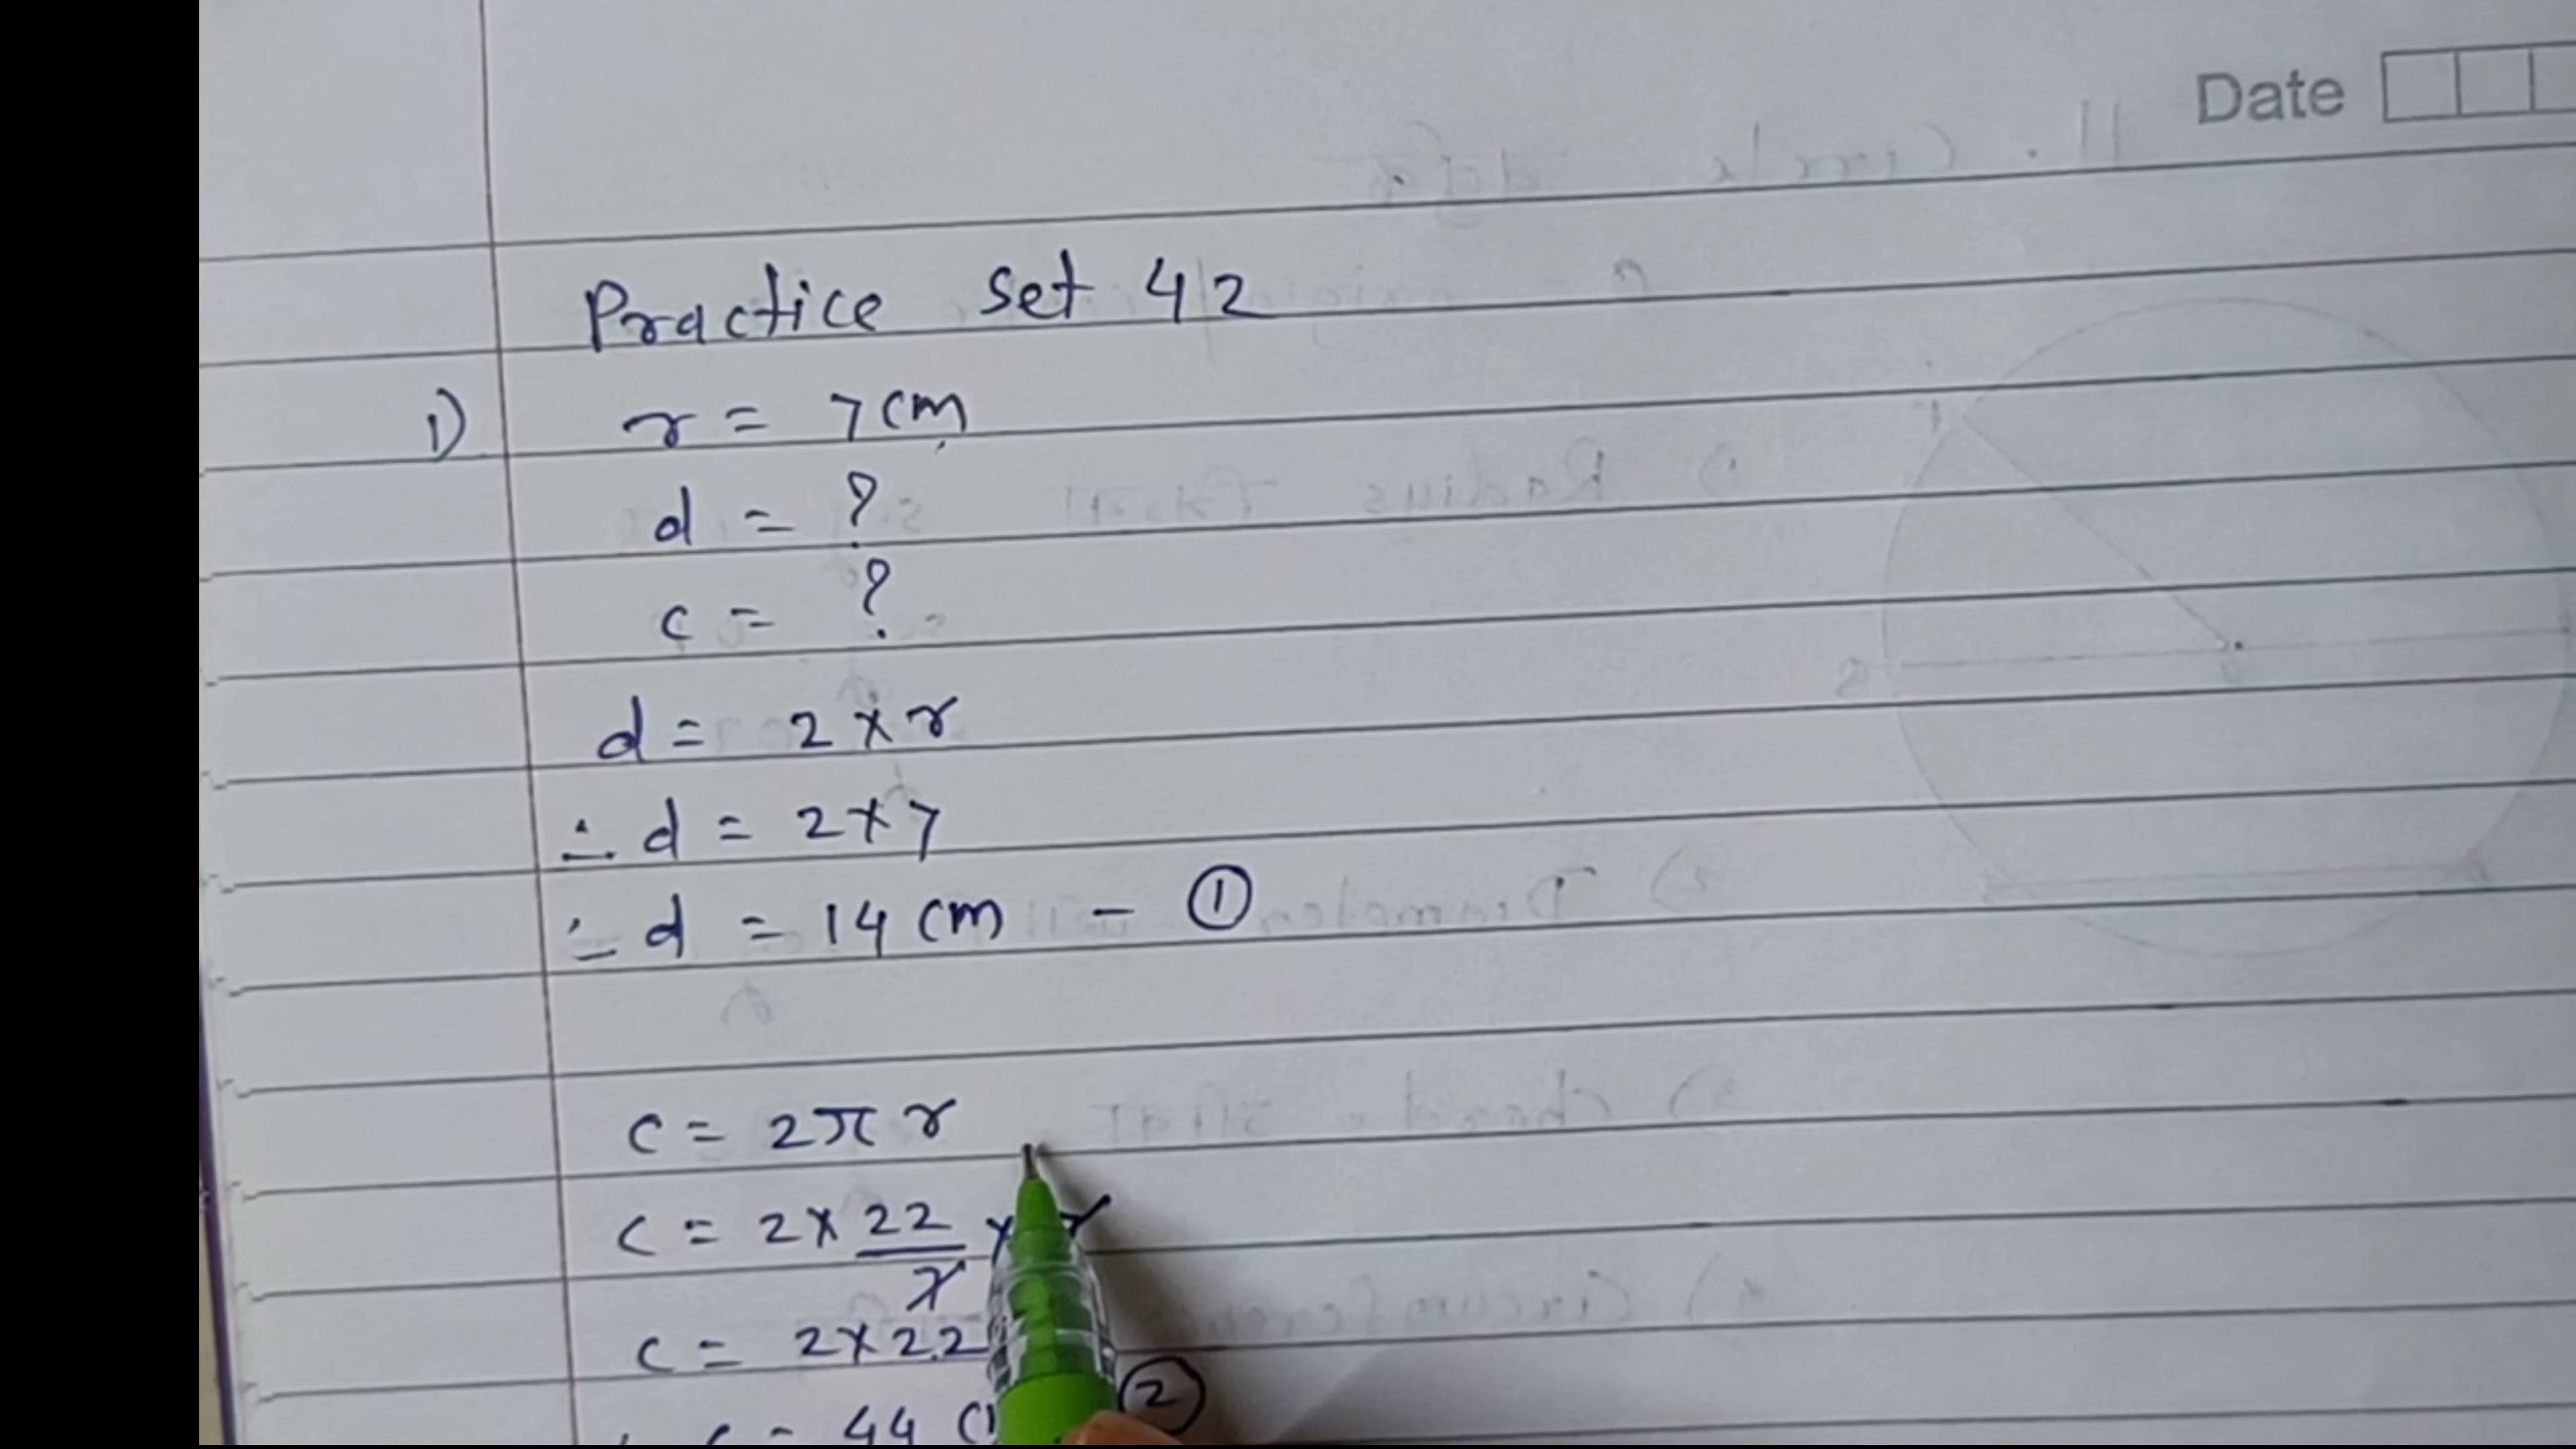 Date
Practice set 42
1) r = 7 cm
d = ?
c = ?
d = 2 × r
∴ d = 2 × 7
∴ d = 14 cm - ①
c = 2πr
c = 2 × 22/7 ×
c = 2 × 22
c = 44 ②